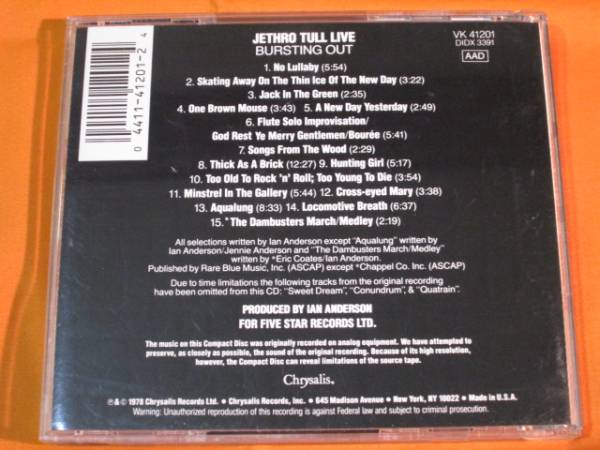 JETHRO TULL LIVE
BURSTING OUT
VK 41201
DIDX 3391
AAD
0 4411-41201-2 4
1. No Lullaby (5:54)
2. Skating Away On The Thin Ice Of The New Day (3:22)
3. Jack In The Green (2:35)
4. One Brown Mouse (3:43) 5. A New Day Yesterday (2:49)
6. Flute Solo Improvisation/
God Rest Ye Merry Gentlemen/Bourée (5:41)
7. Songs From The Wood (2:29)
8. Thick As A Brick (12:27) 9. Hunting Girl (5:17)
10. Too Old To Rock 'n' Roll; Too Young To Die (3:54)
11. Minstrel In The Gallery (5:44) 12. Cross-eyed Mary (3:38)
13. Aqualung (8:33) 14. Locomotive Breath (6:37)
15. *The Dambusters March/Medley (2:19)
All selections written by Ian Anderson except "Aqualung" written by
Ian Anderson/Jennie Anderson and "The Dambusters March/Medley"
written by *Eric Coates/Ian Anderson.
Published by Rare Blue Music, Inc. (ASCAP) except *Chappel Co. Inc. (ASCAP)
Due to time limitations the following tracks from the original recording
have been omitted from this CD: "Sweet Dream", "Conundrum", & "Quatrain".
PRODUCED BY IAN ANDERSON
FOR FIVE STAR RECORDS LTD.
The music on this Compact Disc was originally recorded on analog equipment. We have attempted to
preserve, as closely as possible, the sound of the original recording. Because of its high resolution,
however, the Compact Disc can reveal limitations of the source tape.
Chrysalis.
℗ & © 1978 Chrysalis Records Ltd. ● Chrysalis Records, Inc. ● 645 Madison Avenue ● New York, NY 10022 ● Made in U.S.A.
Warning: Unauthorized reproduction of this recording is against Federal law and subject to criminal prosecution.